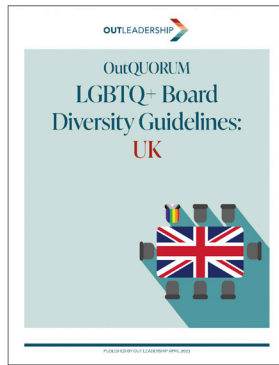 OUTLEADERSHIP
OutQUORUM
LGBTQ+ Board
Diversity Guidelines:
UK
PUBLISHED BY OUT LEADERSHIP APRIL 2023